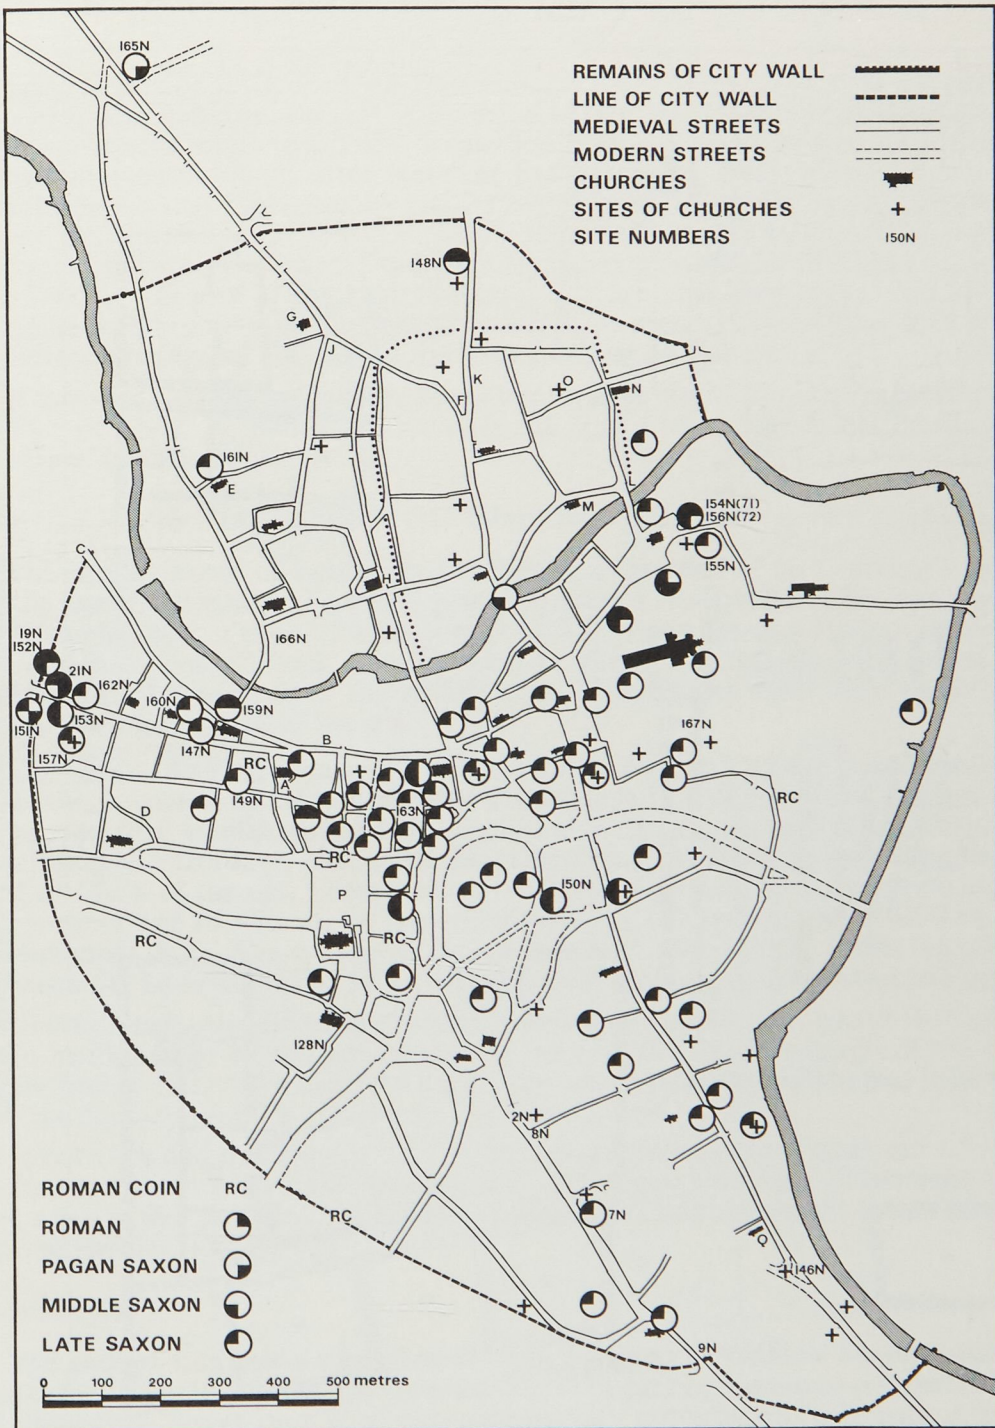 165N
REMAINS OF CITY WALL
LINE OF CITY WALL
MEDIEVAL STREETS
MODERN STREETS
CHURCHES
SITES OF CHURCHES
SITE NUMBERS 150N
148N
G
J
K
O
N
F
161N
E
M
154N(71)
156N(72)
155N
C
H
166N
19N
152N
21N
162N
160N
159N
151N
153N
147N
B
167N
157N
RC
A
149N
RC
D
163N
RC
P
150N
RC
RC
128N
2N
8N
7N
RC
Q
146N
9N
ROMAN COIN RC
ROMAN
PAGAN SAXON
MIDDLE SAXON
LATE SAXON
0 100 200 300 400 500 metres